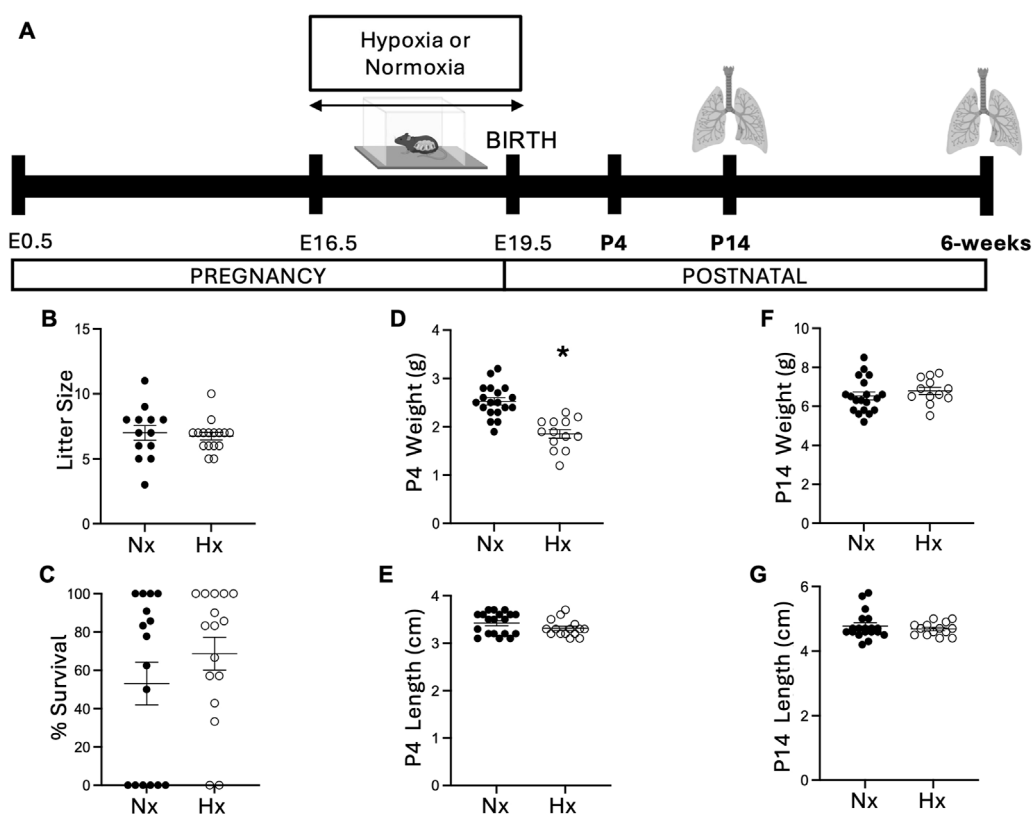 A
Hypoxia or
Normoxia
BIRTH
E0.5
E16.5
E19.5
P4
P14
6-weeks
PREGNANCY
POSTNATAL
B
15
10
5
0
Litter Size
Nx
Hx
D
4
3
2
1
0
P4 Weight (g)
*
Nx
Hx
F
10
8
6
4
2
0
P14 Weight (g)
Nx
Hx
C
100
80
60
40
20
0
% Survival
Nx
Hx
E
4
3
2
1
0
P4 Length (cm)
Nx
Hx
G
6
4
2
0
P14 Length (cm)
Nx
Hx